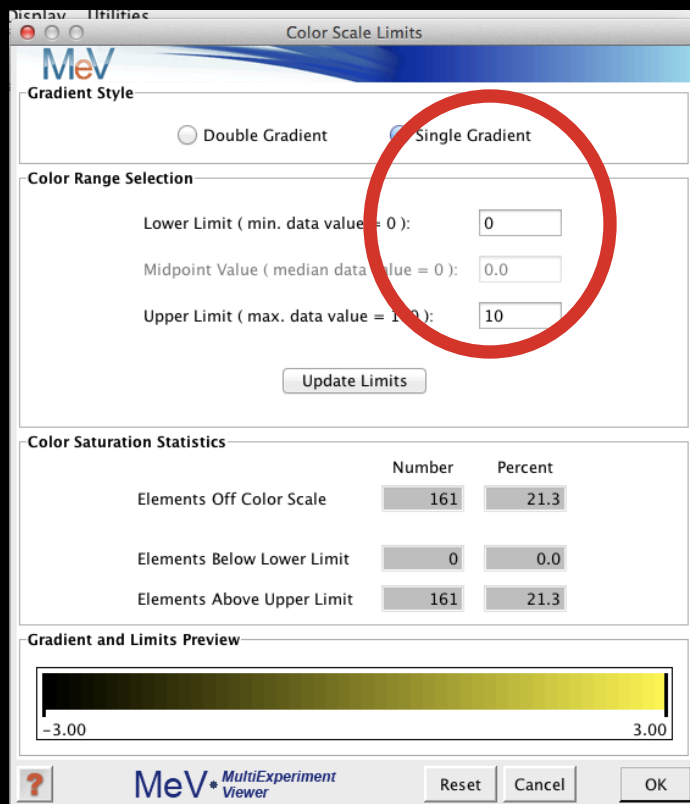 Display Utilities
Color Scale Limits
MeV
Gradient Style
Double Gradient Single Gradient
Color Range Selection
Lower Limit ( min. data value = 0 ): 0
Midpoint Value ( median data value = 0 ): 0.0
Upper Limit ( max. data value = ): 10
Update Limits
Color Saturation Statistics
Number Percent
Elements Off Color Scale 161 21.3
Elements Below Lower Limit 0 0.0
Elements Above Upper Limit 161 21.3
Gradient and Limits Preview
-3.00 3.00
? MeV * MultiExperiment
Viewer
Reset Cancel OK